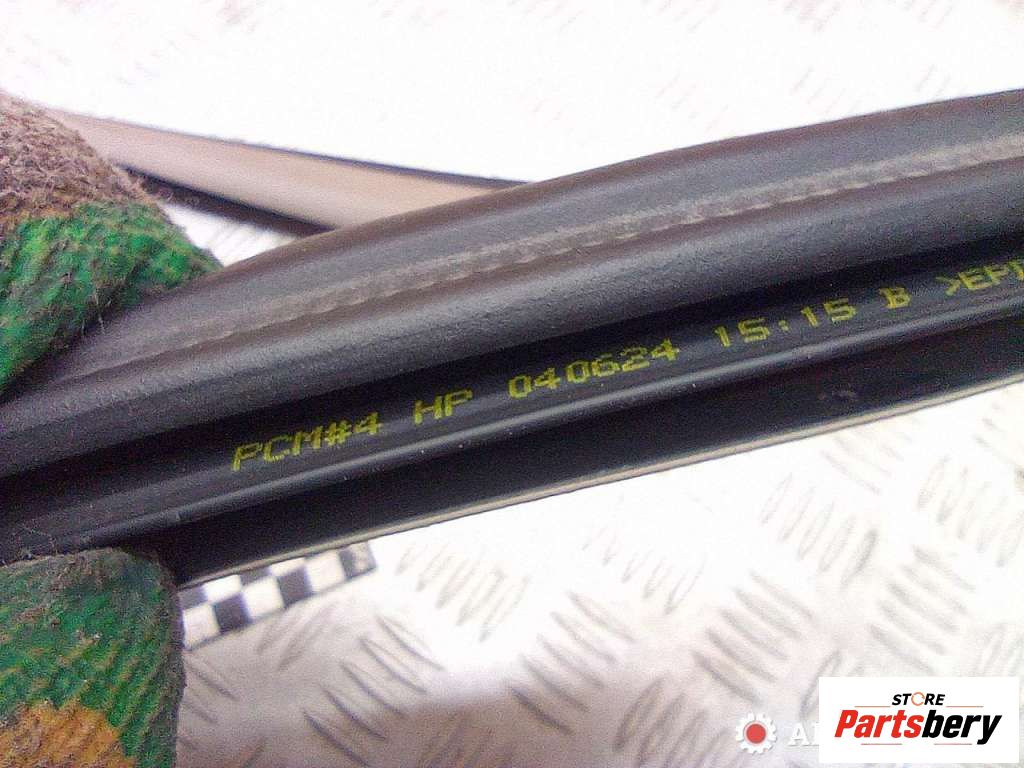 PCM#4 HP 040624 15:15 B >EP
STORE
Partsbery